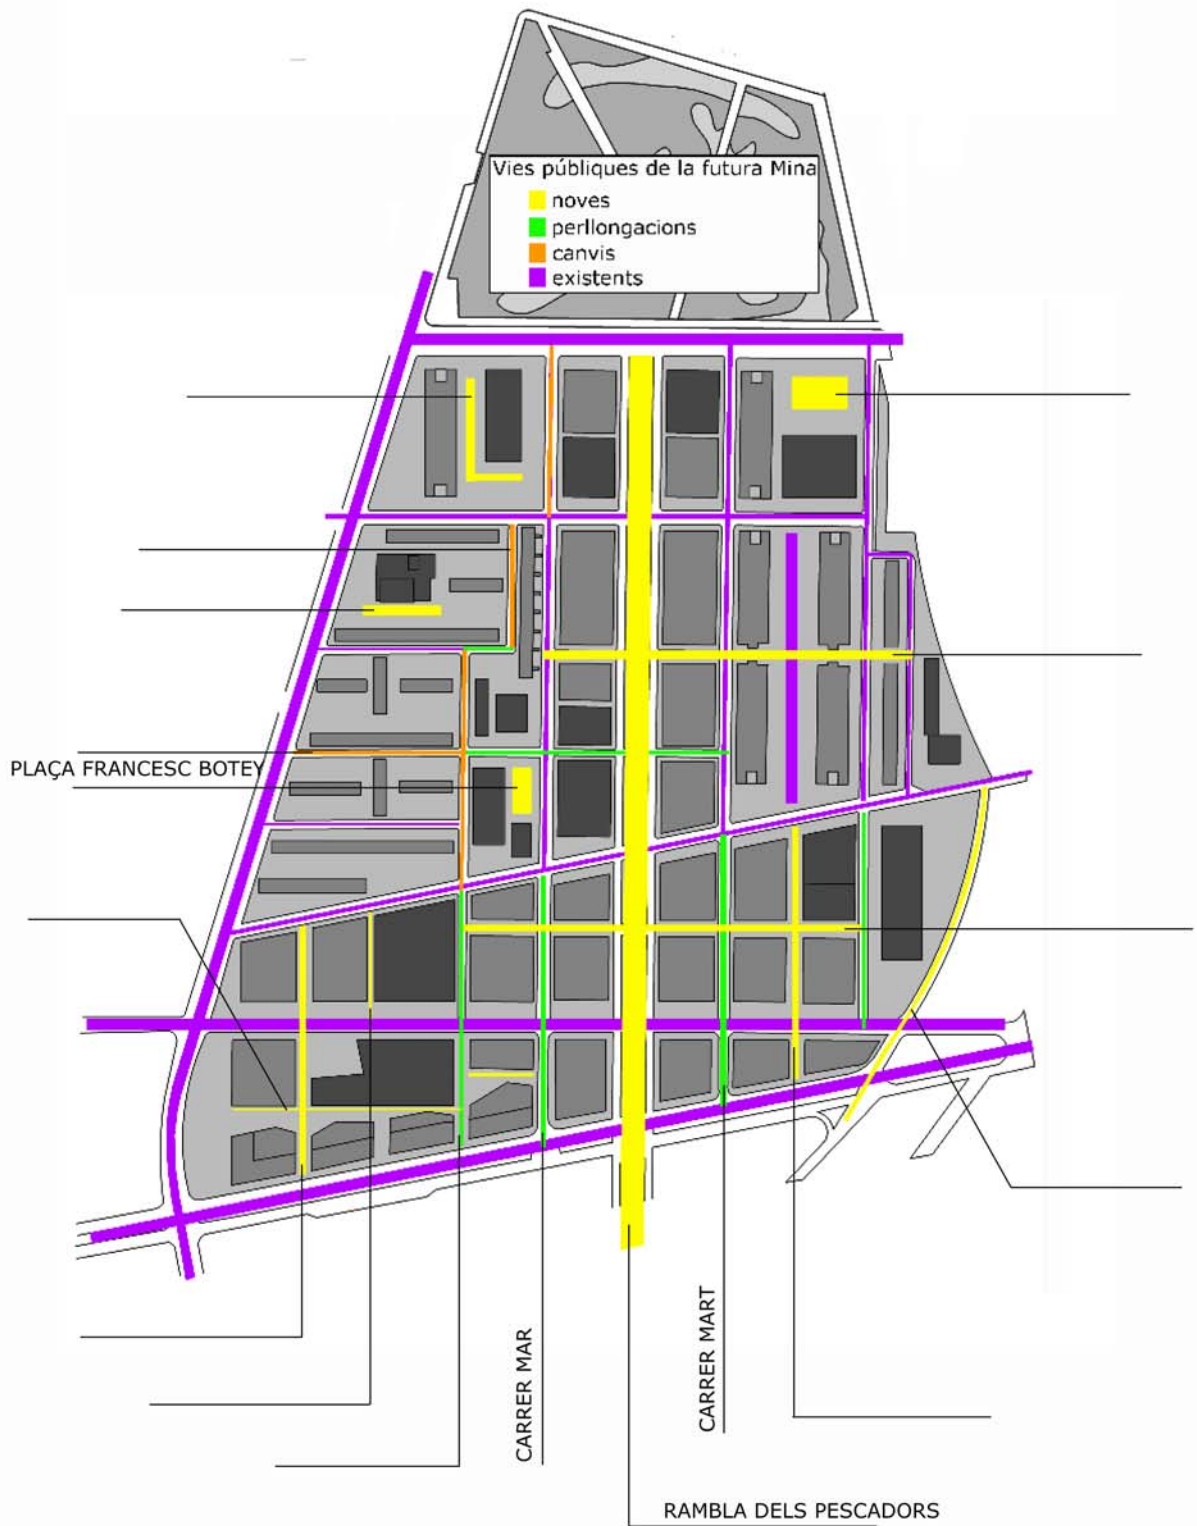 Vies públiques de la futura Mina
noves
perllongacions
canvis
existents
PLAÇA FRANCESC BOTEY
CARRER MAR
CARRER MART
RAMBLA DELS PESCADORS